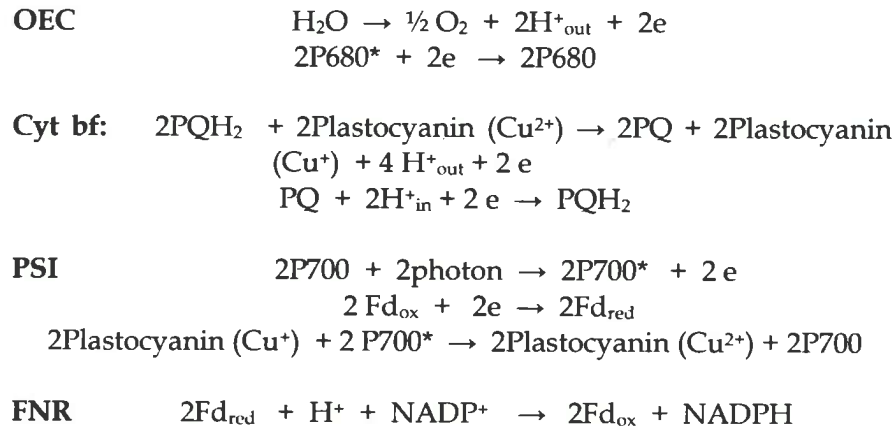 OEC H₂O → ½ O₂ + 2H⁺out + 2e
2P680* + 2e → 2P680
Cyt bf: 2PQH₂ + 2Plastocyanin (Cu²⁺) → 2PQ + 2Plastocyanin
(Cu⁺) + 4 H⁺out + 2 e
PQ + 2H⁺in + 2 e → PQH₂
PSI 2P700 + 2photon → 2P700* + 2 e
2 Fdox + 2e → 2Fdred
2Plastocyanin (Cu⁺) + 2 P700* → 2Plastocyanin (Cu²⁺) + 2P700
FNR 2Fdred + H⁺ + NADP⁺ → 2Fdox + NADPH